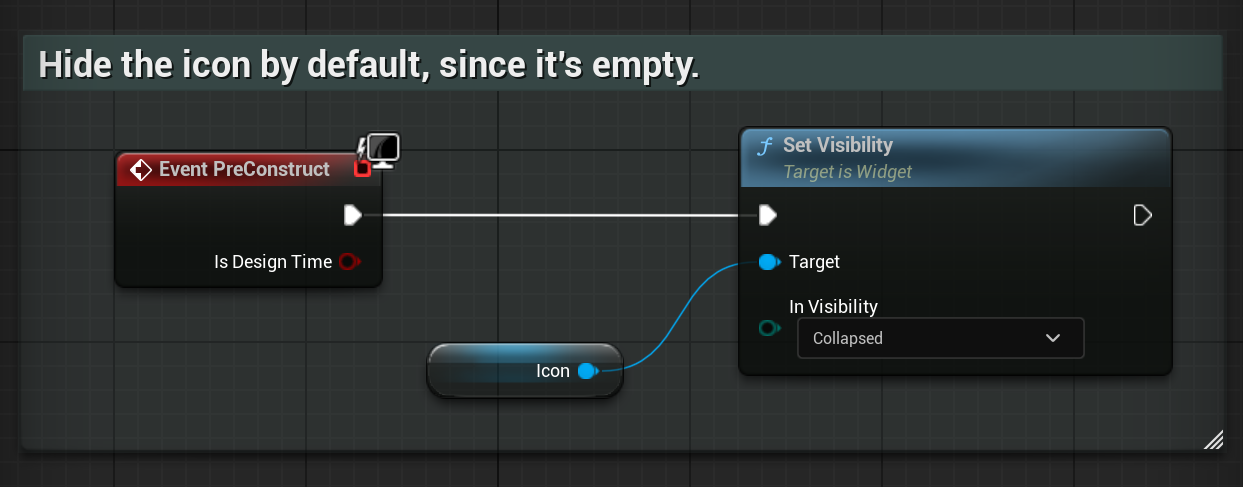 Hide the icon by default, since it's empty.
Event PreConstruct
Is Design Time
Icon
f Set Visibility
Target is Widget
Target
In Visibility
Collapsed